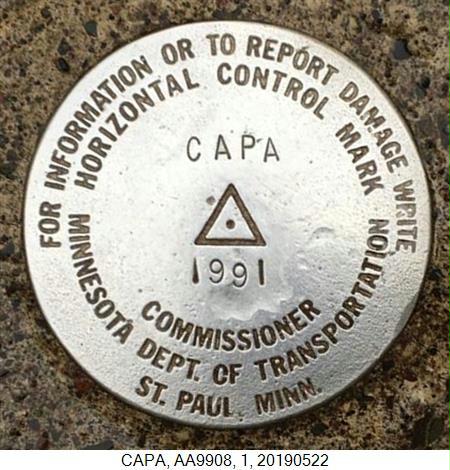 FOR INFORMATION OR TO REPORT DAMAGE WRITE
HORIZONTAL CONTROL MARK
CAPA
1991
COMMISSIONER
MINNESOTA DEPT. OF TRANSPORTATION
ST. PAUL, MINN.
CAPA, AA9908, 1, 20190522